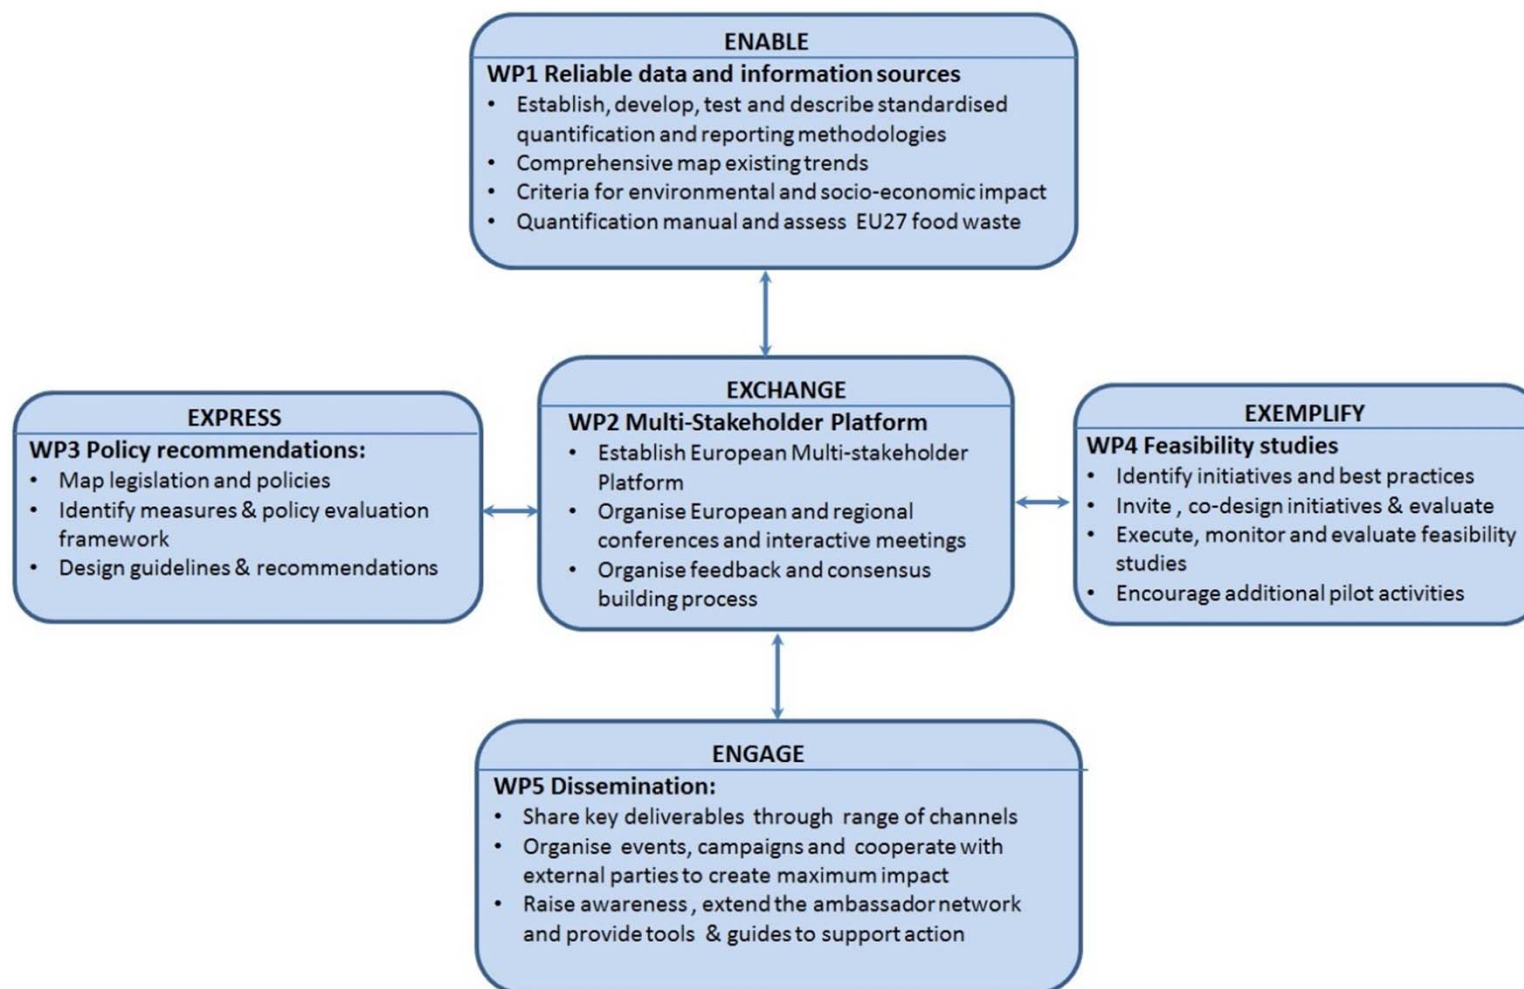 ENABLE
WP1 Reliable data and information sources
• Establish, develop, test and describe standardised
quantification and reporting methodologies
• Comprehensive map existing trends
• Criteria for environmental and socio-economic impact
• Quantification manual and assess EU27 food waste
EXPRESS
WP3 Policy recommendations:
• Map legislation and policies
• Identify measures & policy evaluation
framework
• Design guidelines & recommendations
EXCHANGE
WP2 Multi-Stakeholder Platform
• Establish European Multi-stakeholder
Platform
• Organise European and regional
conferences and interactive meetings
• Organise feedback and consensus
building process
EXEMPLIFY
WP4 Feasibility studies
• Identify initiatives and best practices
• Invite , co-design initiatives & evaluate
• Execute, monitor and evaluate feasibility
studies
• Encourage additional pilot activities
ENGAGE
WP5 Dissemination:
• Share key deliverables through range of channels
• Organise events, campaigns and cooperate with
external parties to create maximum impact
• Raise awareness , extend the ambassador network
and provide tools & guides to support action